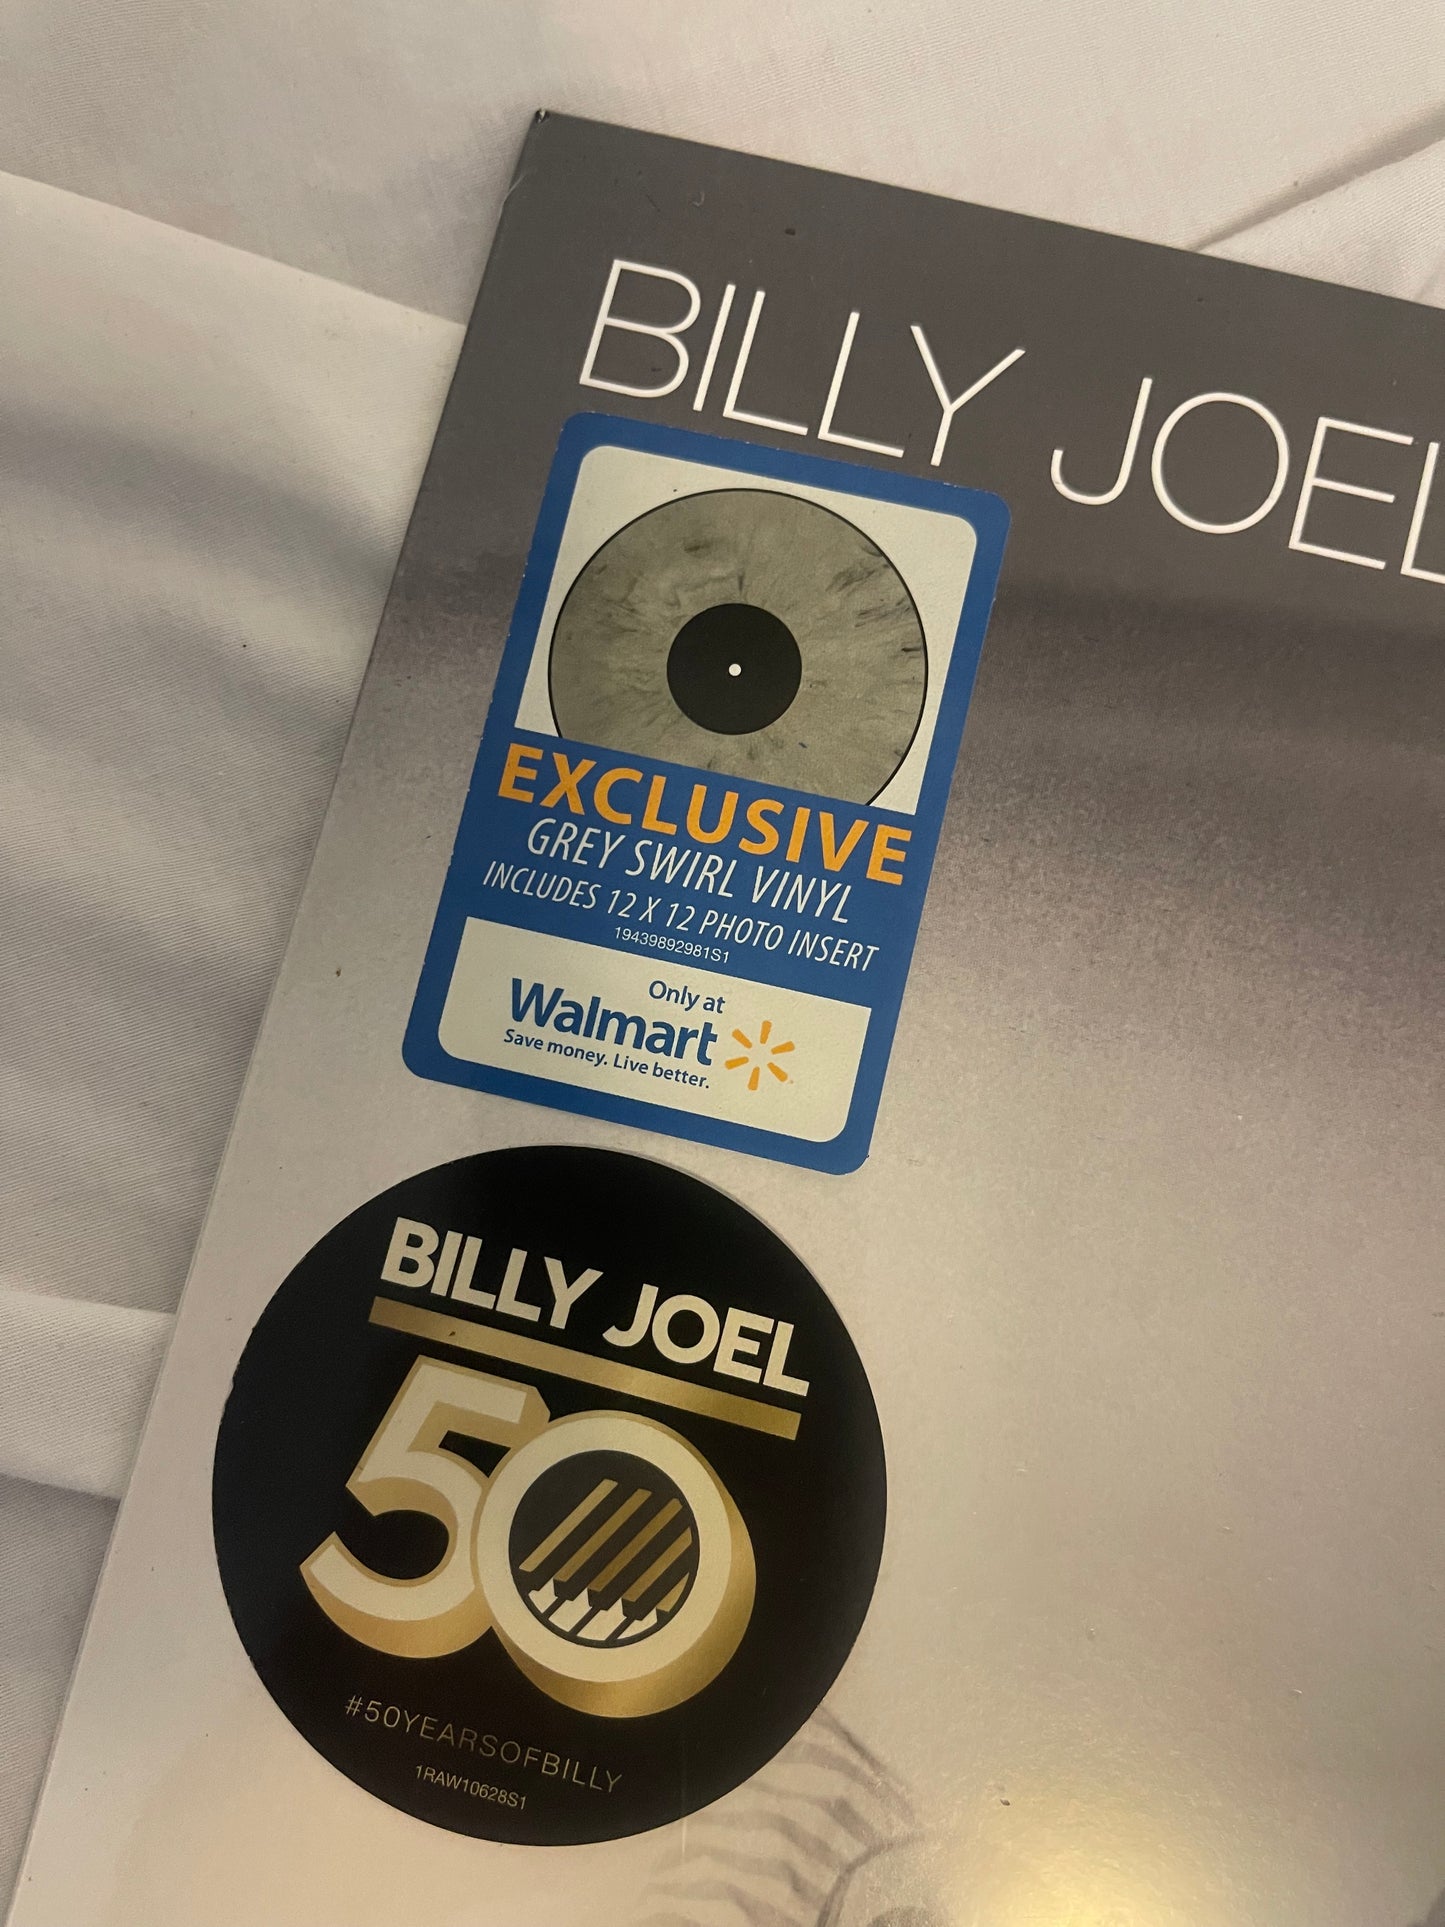 BILLY JOEL
EXCLUSIVE
GREY SWIRL VINYL
INCLUDES 12 X 12 PHOTO INSERT
19439892981S1
Only at
Walmart
Save money. Live better.
BILLY JOEL
50
#50YEARSOFBILLY
1RAW10628S1